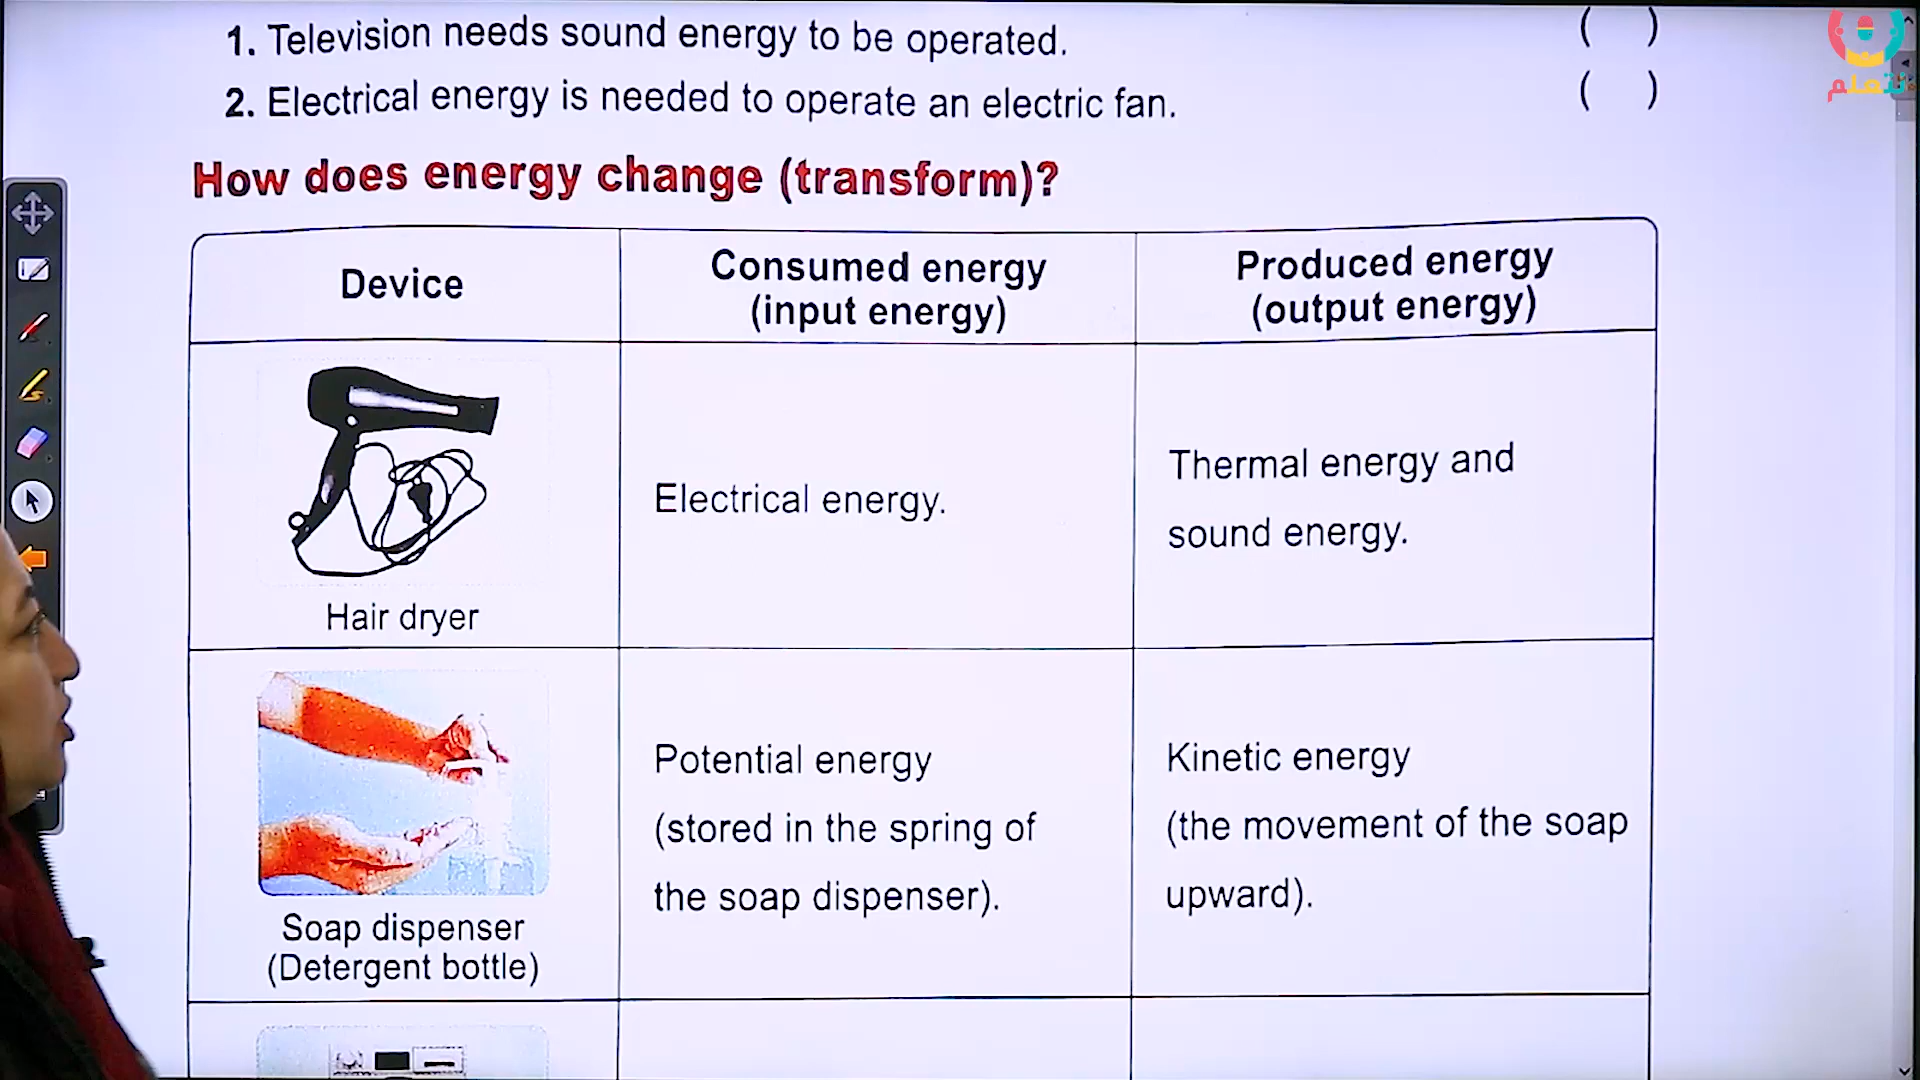 نتعلم
1. Television needs sound energy to be operated. ( )
2. Electrical energy is needed to operate an electric fan. ( )
How does energy change (transform)?
Device
Consumed energy
(input energy)
Produced energy
(output energy)
Hair dryer
Electrical energy.
Thermal energy and
sound energy.
Soap dispenser
(Detergent bottle)
Potential energy
(stored in the spring of
the soap dispenser).
Kinetic energy
(the movement of the soap
upward).